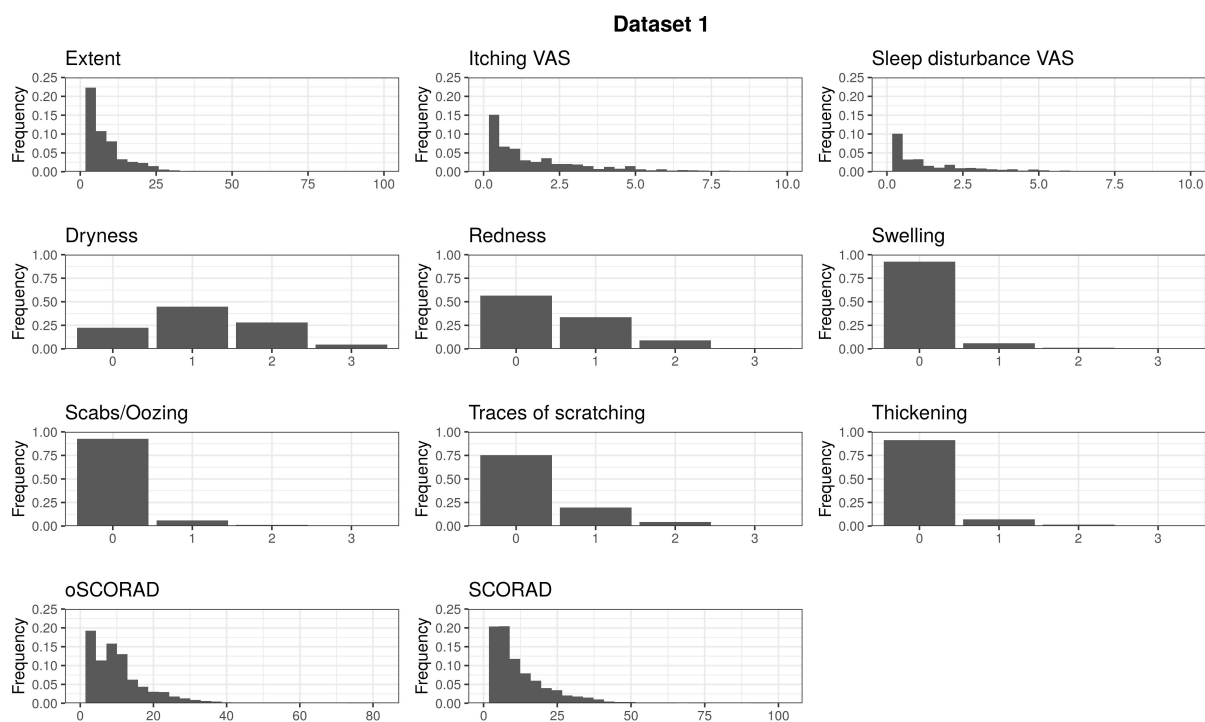 Dataset 1
Extent
Frequency
0.25
0.20
0.15
0.10
0.05
0.00
0 25 50 75 100
Itching VAS
Frequency
0.25
0.20
0.15
0.10
0.05
0.00
0.0 2.5 5.0 7.5 10.0
Sleep disturbance VAS
Frequency
0.25
0.20
0.15
0.10
0.05
0.00
0.0 2.5 5.0 7.5 10.0
Dryness
Frequency
1.00
0.75
0.50
0.25
0.00
0 1 2 3
Redness
Frequency
1.00
0.75
0.50
0.25
0.00
0 1 2 3
Swelling
Frequency
1.00
0.75
0.50
0.25
0.00
0 1 2 3
Scabs/Oozing
Frequency
1.00
0.75
0.50
0.25
0.00
0 1 2 3
Traces of scratching
Frequency
1.00
0.75
0.50
0.25
0.00
0 1 2 3
Thickening
Frequency
1.00
0.75
0.50
0.25
0.00
0 1 2 3
oSCORAD
Frequency
0.25
0.20
0.15
0.10
0.05
0.00
0 20 40 60 80
SCORAD
Frequency
0.25
0.20
0.15
0.10
0.05
0.00
0 25 50 75 100